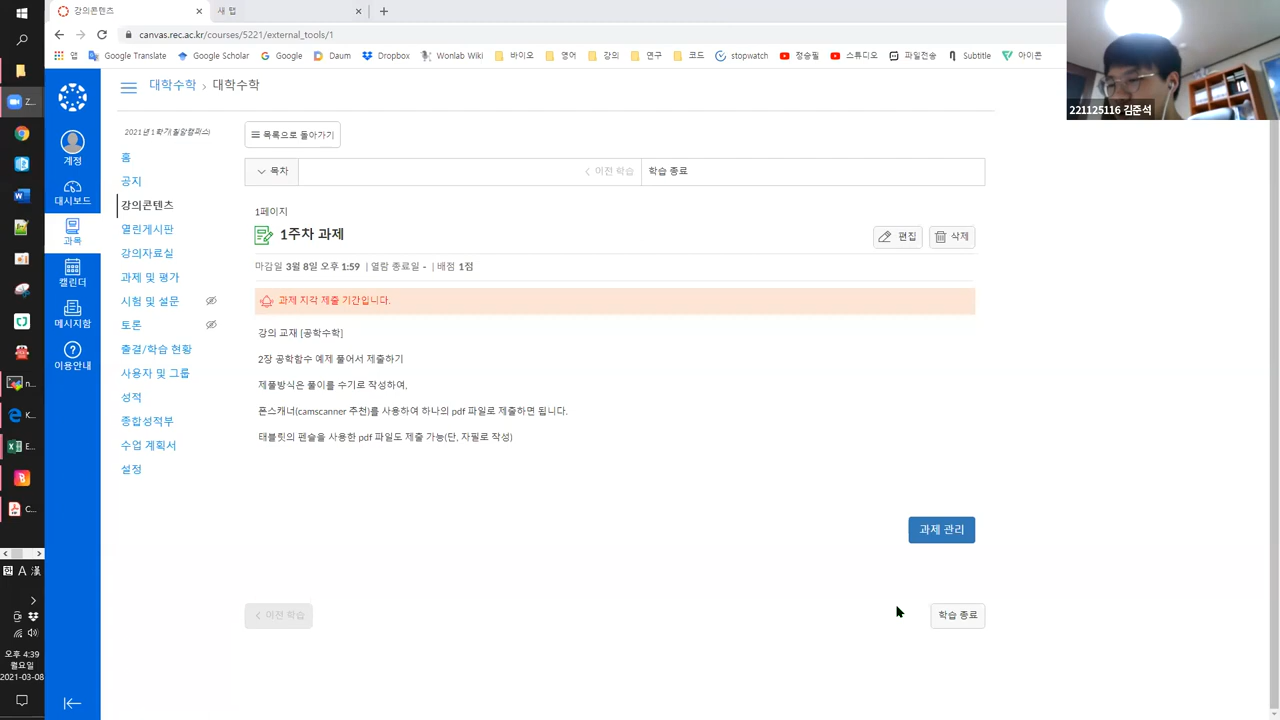 강의콘텐츠
새 탭
canvas.rec.ac.kr/courses/5221/external_tools/1
Google Translate
Google Scholar
Google
Daum
Dropbox
Wonlab Wiki
바이오
영어
강의
연구
코드
stopwatch
정승필
스튜디오
파일전송
Subtitle
아이콘
221125116 김준석
대학수학 › 대학수학
2021년 1학기(월암캠퍼스)
목록으로 돌아가기
홈
공지
강의콘텐츠
열린게시판
강의자료실
과제 및 평가
시험 및 설문
토론
출결/학습 현황
사용자 및 그룹
성적
종합성적부
수업 계획서
설정
계정
대시보드
과목
캘린더
메시지함
이용안내
목차
이전 학습
학습 종료
1페이지
1주차 과제
편집
삭제
마감일 3월 8일 오후 1:59 | 열람 종료일 - | 배점 1점
과제 지각 제출 기간입니다.
강의 교재 [공학수학]
2장 공학함수 예제 풀어서 제출하기
제풀방식은 풀이를 수기로 작성하여,
폰스캐너(camscanner 추천)를 사용하여 하나의 pdf 파일로 제출하면 됩니다.
태블릿의 펜슬을 사용한 pdf 파일도 제출 가능(단, 자필로 작성)
과제 관리
이전 학습
학습 종료
Z...
n...
K...
E...
C...
한 A 漢
오후 4:39
월요일
2021-03-08